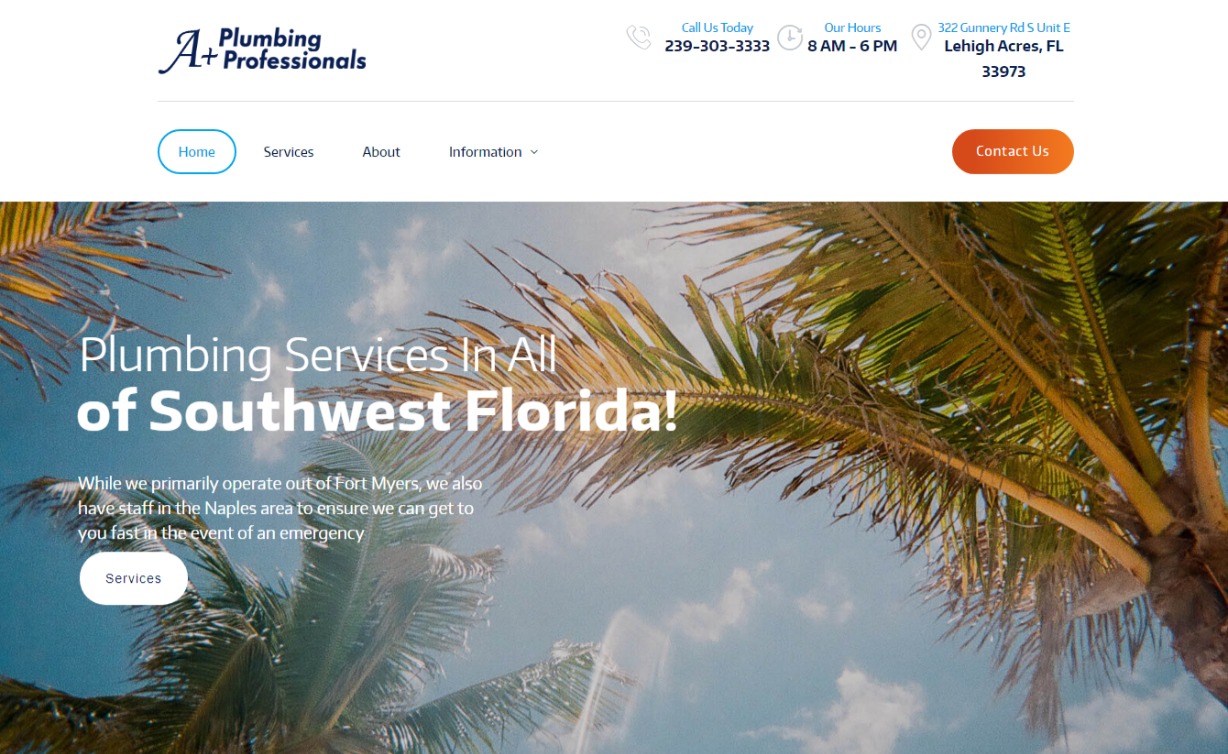 A+ Plumbing
Professionals
Call Us Today
239-303-3333
Our Hours
8 AM - 6 PM
322 Gunnery Rd S Unit E
Lehigh Acres, FL
33973
Home
Services
About
Information
Contact Us
Plumbing Services In All
of Southwest Florida!
While we primarily operate out of Fort Myers, we also
have staff in the Naples area to ensure we can get to
you fast in the event of an emergency
Services